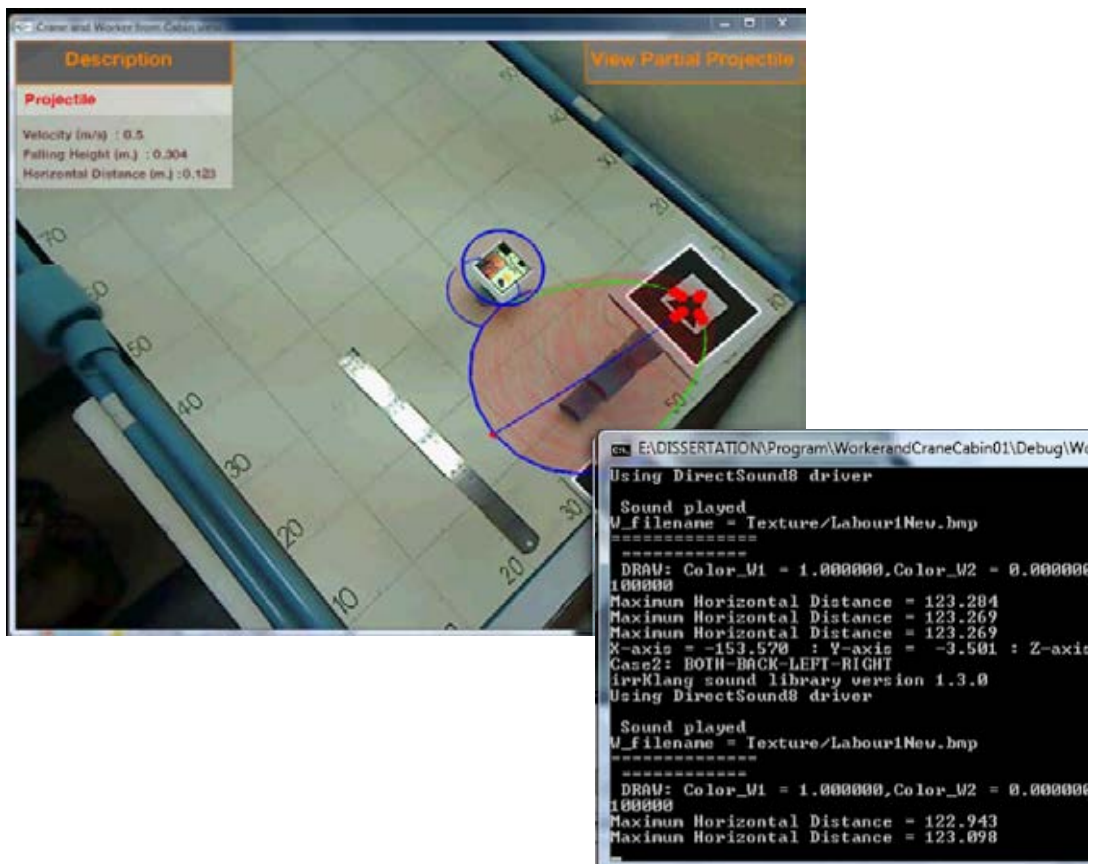 Crane and Worker from Cabin view
Description
View Partial Projectile
Projectile
Velocity (m/s) : 0.5
Falling Height (m.) : 0.304
Horizontal Distance (m.) :0.123
50
40
30
20
10
70
60
50
40
30
20
10
50
30
20
E:\DISSERTATION\Program\WorkerandCraneCabin01\Debug\Wo
Using DirectSound8 driver
Sound played
W_filename = Texture/Labour1New.bmp
==============
============
DRAW: Color_W1 = 1.000000,Color_W2 = 0.000000
100000
Maximum Horizontal Distance = 123.284
Maximum Horizontal Distance = 123.269
Maximum Horizontal Distance = 123.269
X-axis = -153.570 : Y-axis = -3.501 : Z-axis
Case2: BOTH-BACK-LEFT-RIGHT
irrKlang sound library version 1.3.0
Using DirectSound8 driver
Sound played
W_filename = Texture/Labour1New.bmp
==============
============
DRAW: Color_W1 = 1.000000,Color_W2 = 0.000000
100000
Maximum Horizontal Distance = 122.943
Maximum Horizontal Distance = 123.098